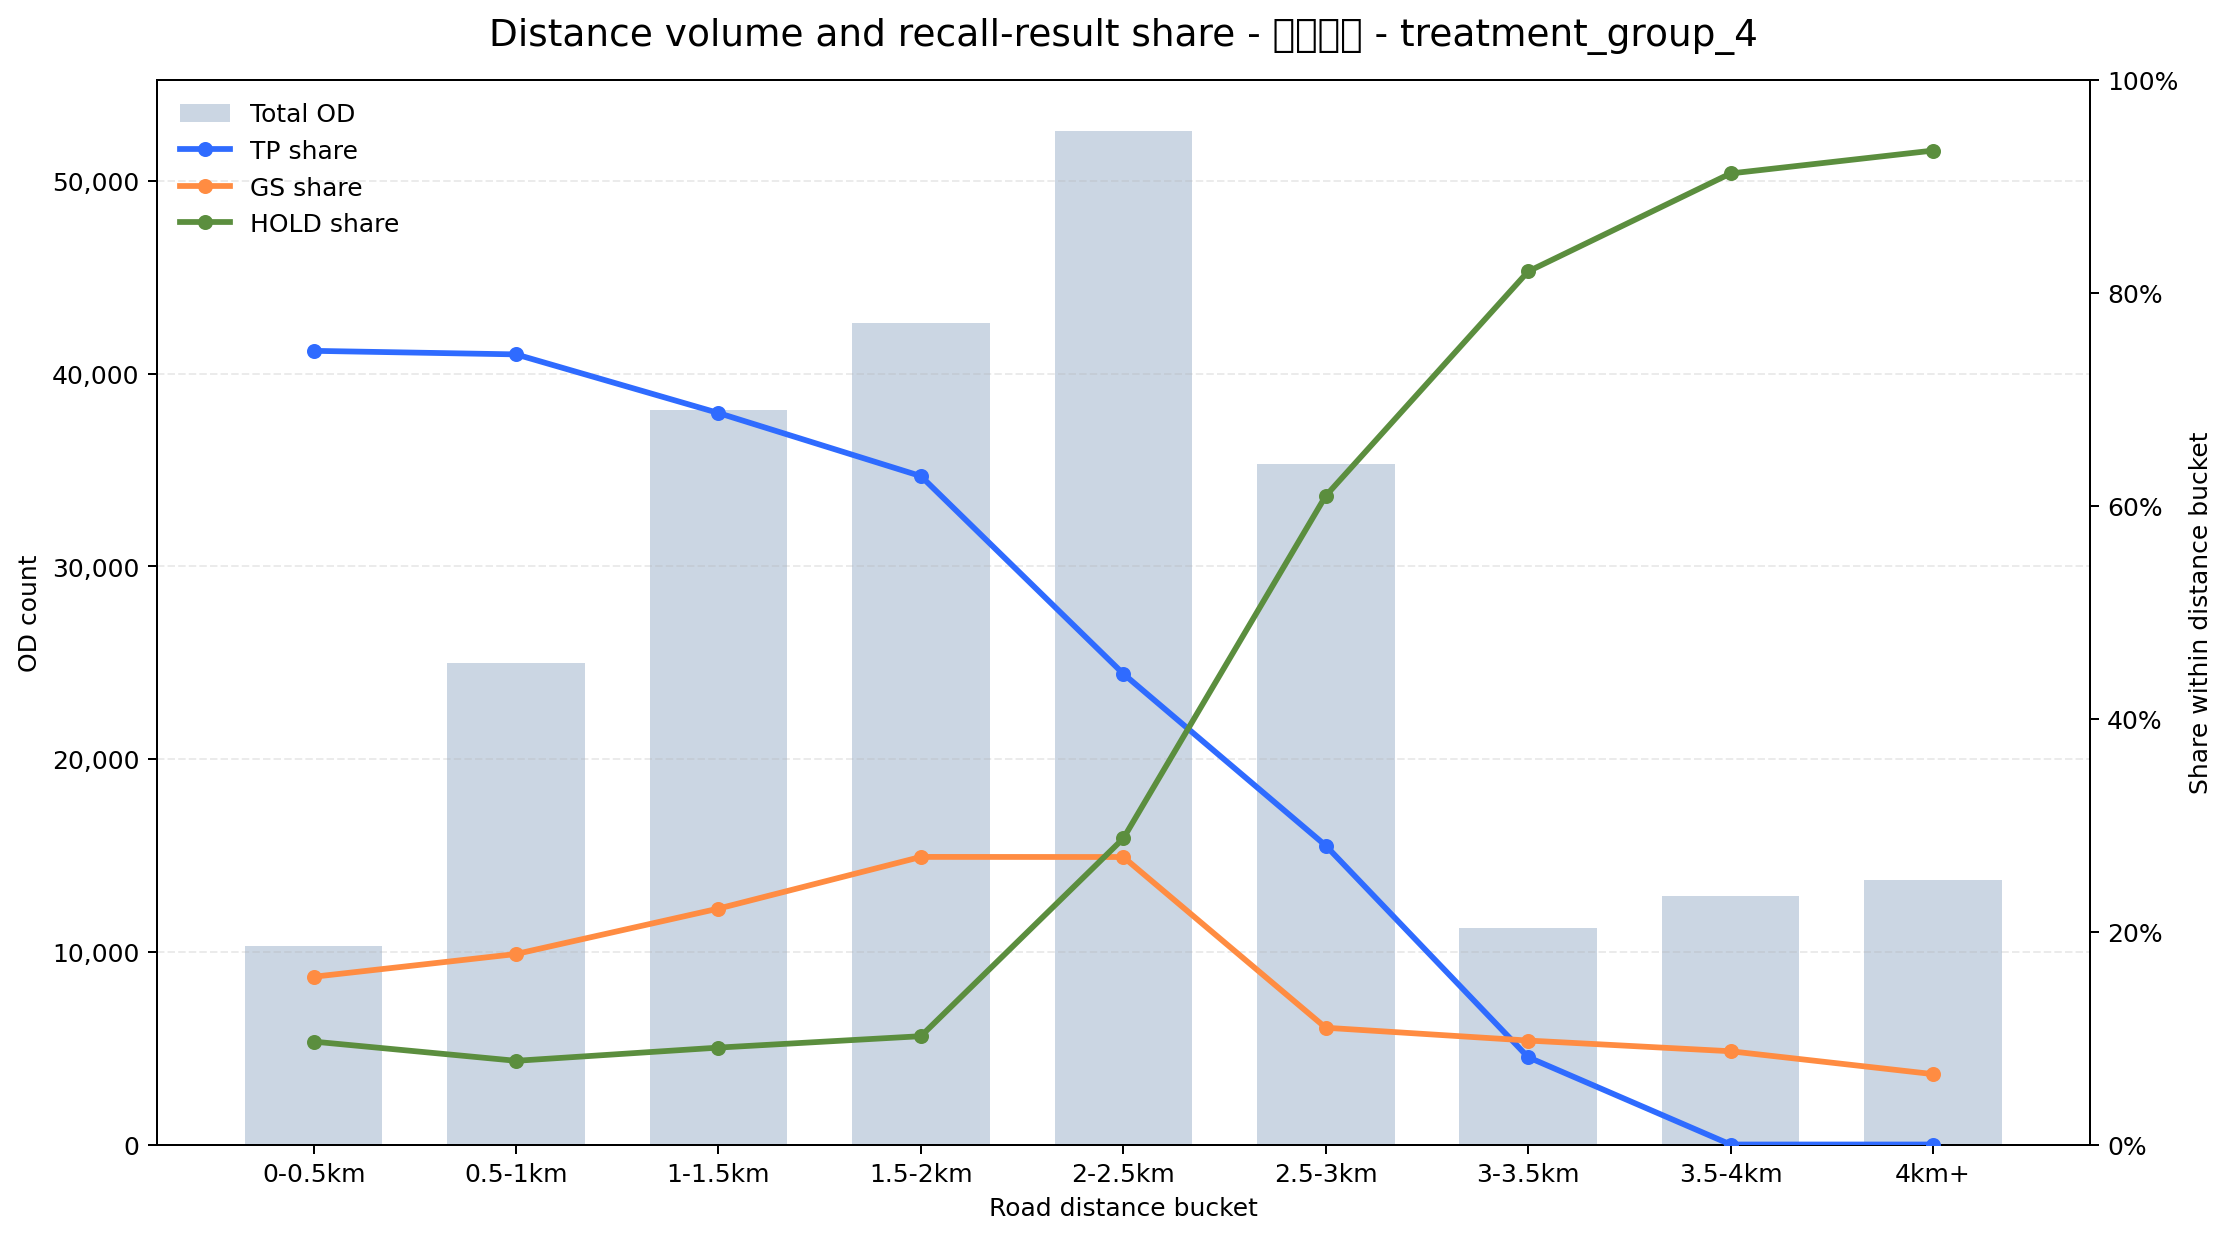 Distance volume and recall-result share - □□□□ - treatment_group_4
Total OD
TP share
GS share
HOLD share
OD count
50,000
40,000
30,000
20,000
10,000
0
100%
80%
60%
40%
20%
0%
Share within distance bucket
0-0.5km 0.5-1km 1-1.5km 1.5-2km 2-2.5km 2.5-3km 3-3.5km 3.5-4km 4km+
Road distance bucket